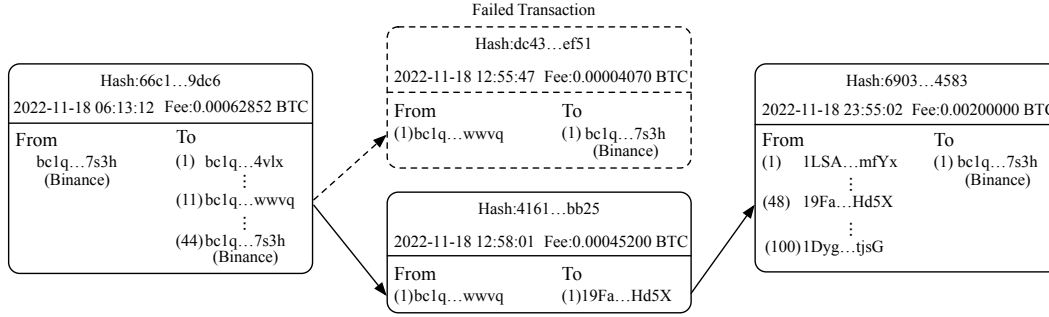 Failed Transaction
Hash:dc43…ef51
2022-11-18 12:55:47 Fee:0.00004070 BTC
From To
(1)bc1q…wwvq (1) bc1q…7s3h
(Binance)
Hash:66c1…9dc6
2022-11-18 06:13:12 Fee:0.00062852 BTC
From To
bc1q…7s3h (1) bc1q…4vlx
(Binance)
⋮
(11)bc1q…wwvq
⋮
(44)bc1q…7s3h
(Binance)
Hash:4161…bb25
2022-11-18 12:58:01 Fee:0.00045200 BTC
From To
(1)bc1q…wwvq (1)19Fa…Hd5X
Hash:6903…4583
2022-11-18 23:55:02 Fee:0.00200000 BTC
From To
(1) 1LSA…mfYx (1) bc1q…7s3h
(Binance)
⋮
(48) 19Fa…Hd5X
⋮
(100)1Dyg…tjsG